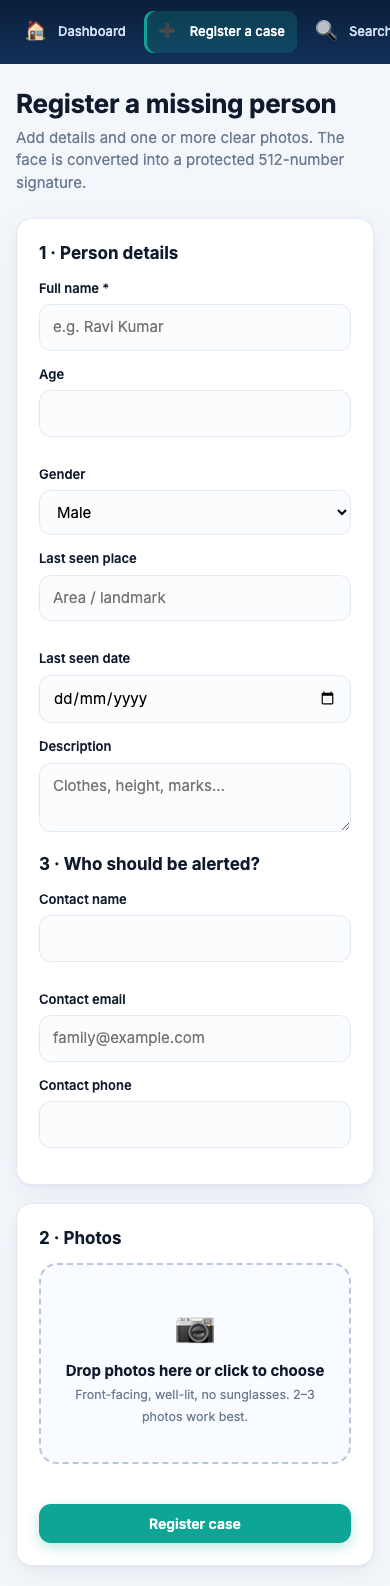 Dashboard
Register a case
Search
Register a missing person
Add details and one or more clear photos. The
face is converted into a protected 512-number
signature.
1 · Person details
Full name *
e.g. Ravi Kumar
Age
Gender
Male
Last seen place
Area / landmark
Last seen date
dd/mm/yyyy
Description
Clothes, height, marks...
3 · Who should be alerted?
Contact name
Contact email
family@example.com
Contact phone
2 · Photos
Drop photos here or click to choose
Front-facing, well-lit, no sunglasses. 2–3
photos work best.
Register case